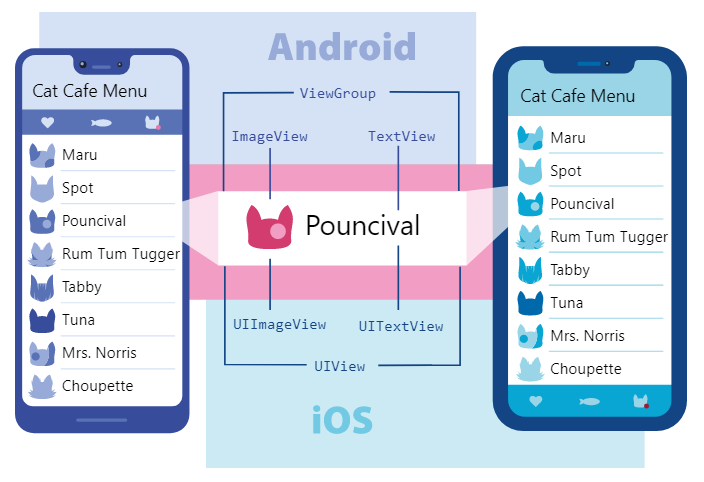 Android
Cat Cafe Menu
Maru
Spot
Pouncival
Rum Tum Tugger
Tabby
Tuna
Mrs. Norris
Choupette
ViewGroup
ImageView TextView
Pouncival
UIImageView UITextView
UIView
iOS
Cat Cafe Menu
Maru
Spot
Pouncival
Rum Tum Tugger
Tabby
Tuna
Mrs. Norris
Choupette